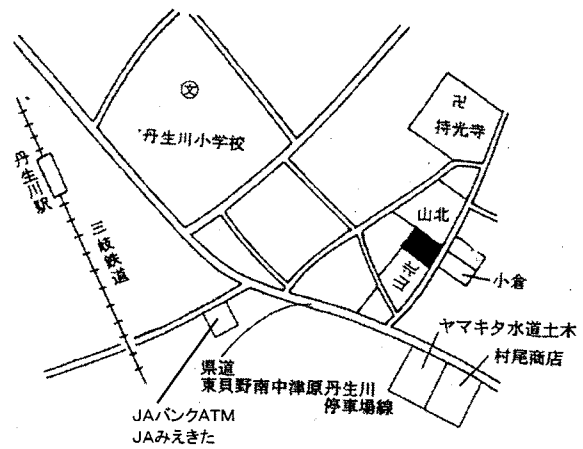 文
丹生川小学校
卍
持光寺
丹生川駅
三岐鉄道
山北
山北
小倉
ヤマキタ水道土木
村尾商店
県道
東貝野南中津原丹生川
停車場線
JAバンクATM
JAみえきた